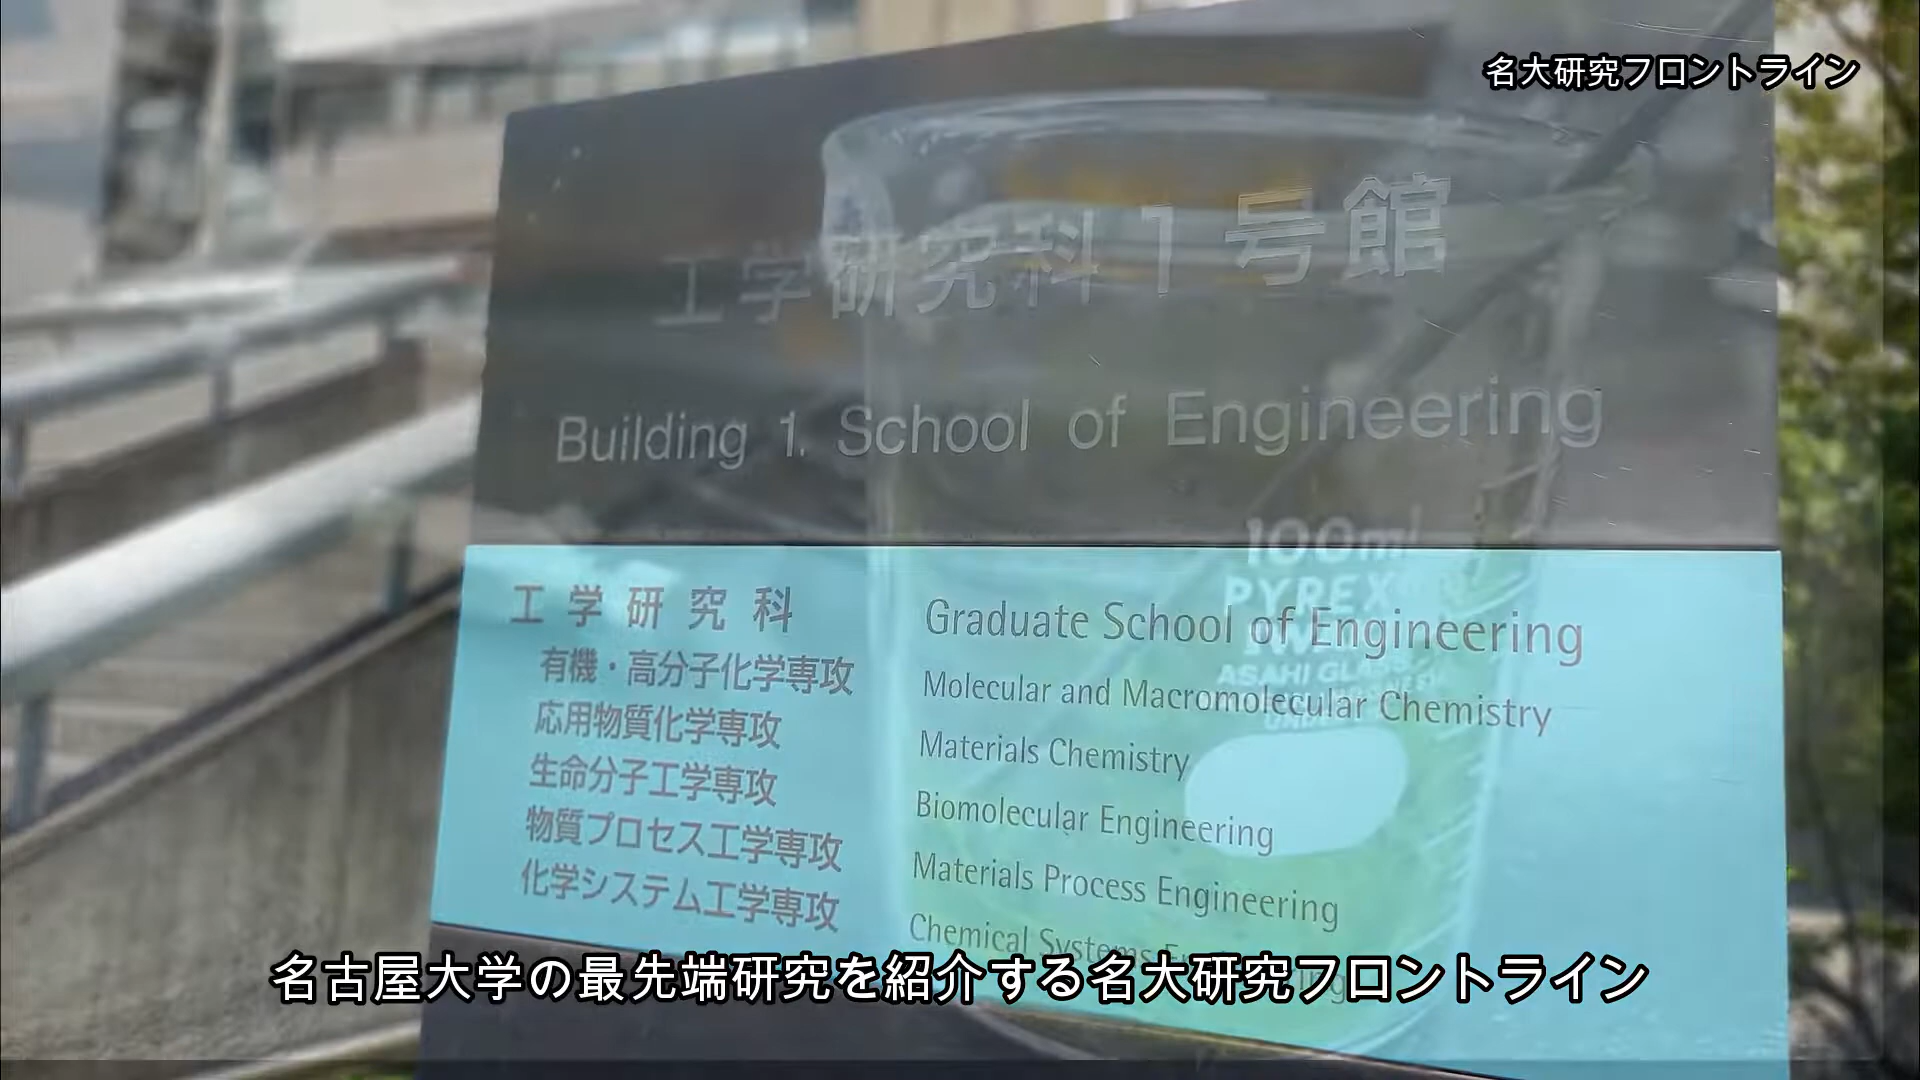 名大研究フロントライン
工学研究科1号館
Building 1, School of Engineering
工学研究科
Graduate School of Engineering
有機・高分子化学専攻
Molecular and Macromolecular Chemistry
応用物質化学専攻
Materials Chemistry
生命分子工学専攻
Biomolecular Engineering
物質プロセス工学専攻
Materials Process Engineering
化学システム工学専攻
Chemical Systems Engineering
100ml
PYREX
ASAHI GLASS
名古屋大学の最先端研究を紹介する名大研究フロントライン